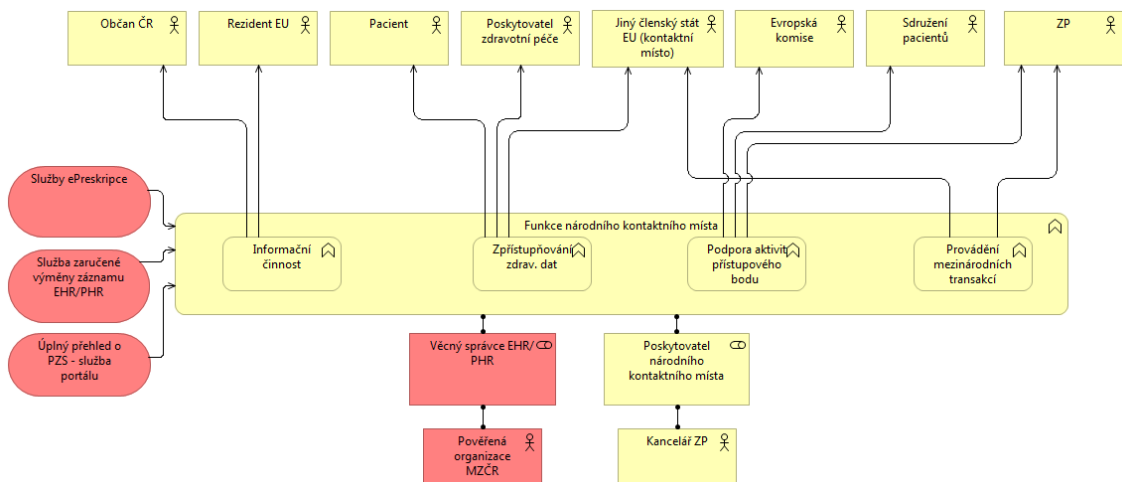 Občan ČR
Rezident EU
Pacient
Poskytovatel
zdravotní péče
Jiný členský stát
EU (kontaktní
místo)
Evropská
komise
Sdružení
pacientů
ZP
Služby ePreskripce
Služba zaručené
výměny záznamu
EHR/PHR
Úplný přehled o
PZS - služba
portálu
Funkce národního kontaktního místa
Informační
činnost
Zpřístupňování
zdrav. dat
Podpora aktivit
přístupového
bodu
Provádění
mezinárodních
transakcí
Věcný správce EHR/
PHR
Poskytovatel
národního
kontaktního místa
Pověřená
organizace
MZČR
Kancelář ZP